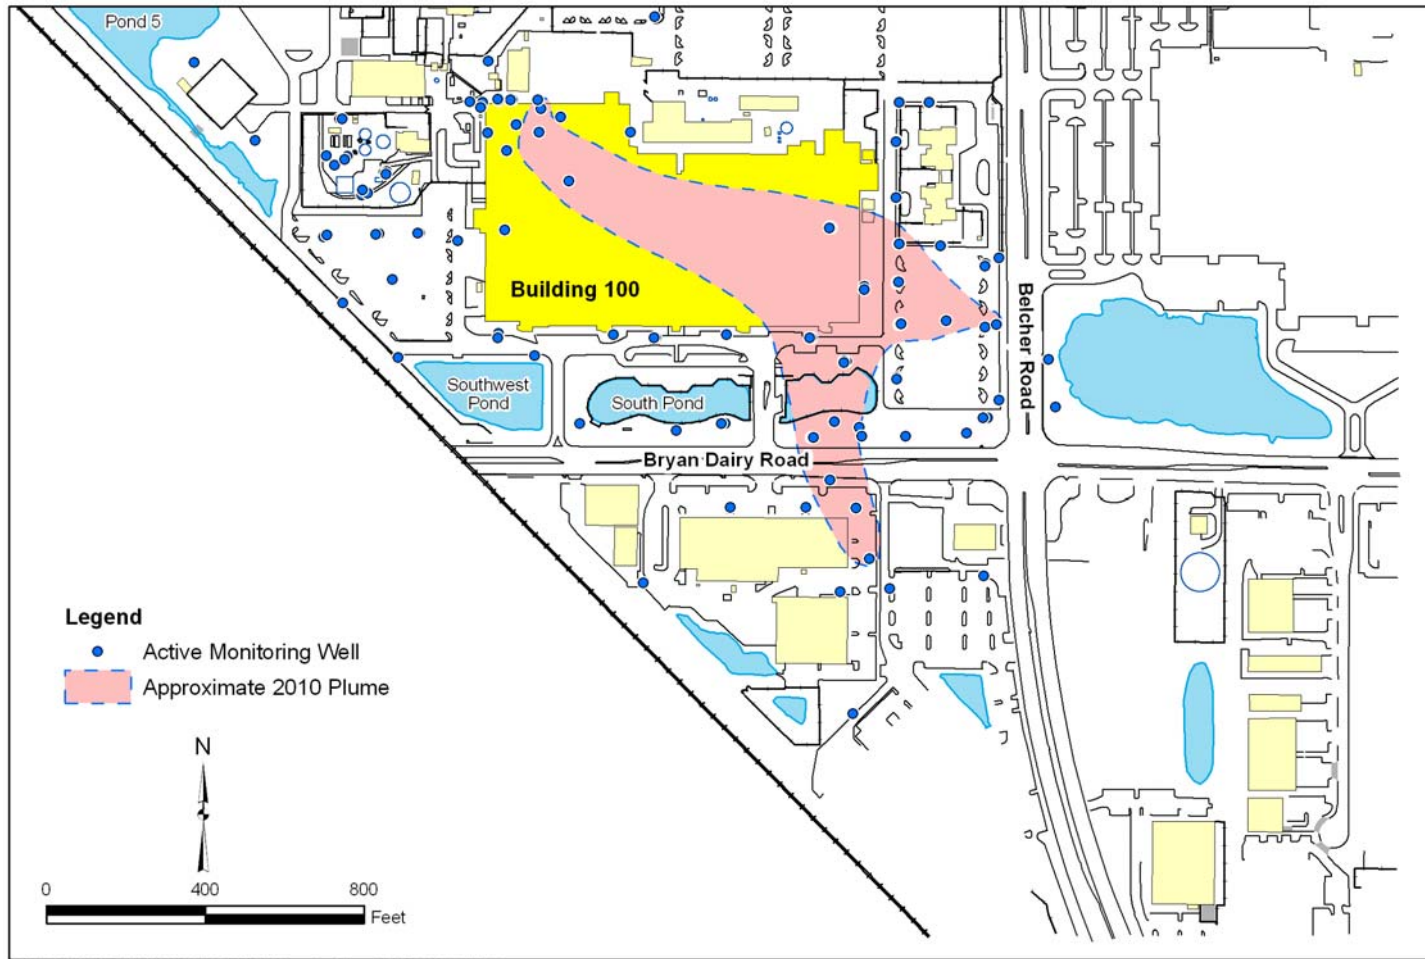 Pond 5
Building 100
Belcher Road
Southwest
Pond
South Pond
Bryan Dairy Road
Legend
Active Monitoring Well
Approximate 2010 Plume
N
0 400 800
Feet